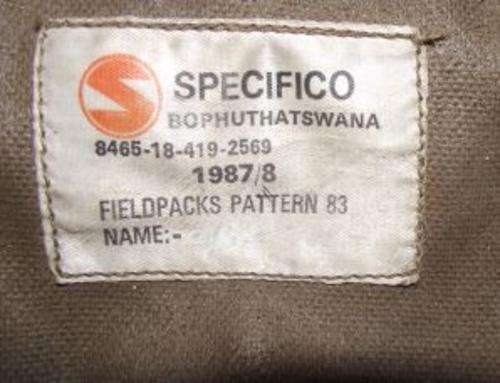 SPECIFICO
BOPHUTHATSWANA
8465-18-419-2569
1987/8
FIELDPACKS PATTERN 83
NAME:-